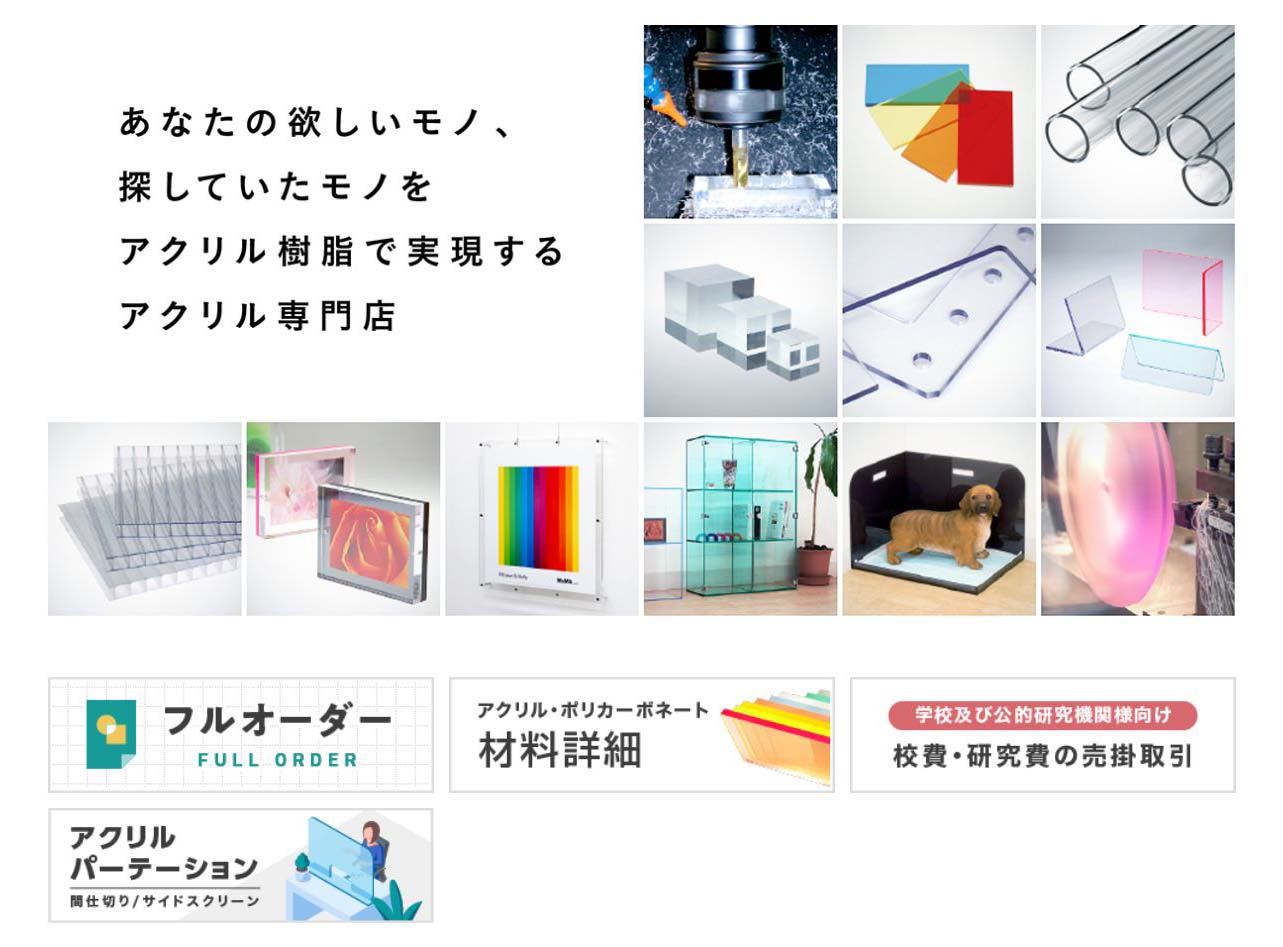 あなたの欲しいモノ、
探していたモノを
アクリル樹脂で実現する
アクリル専門店
フルオーダー
FULL ORDER
アクリル・ポリカーボネート
材料詳細
学校及び公的研究機関様向け
校費・研究費の売掛取引
アクリル
パーテーション
間仕切り/サイドスクリーン